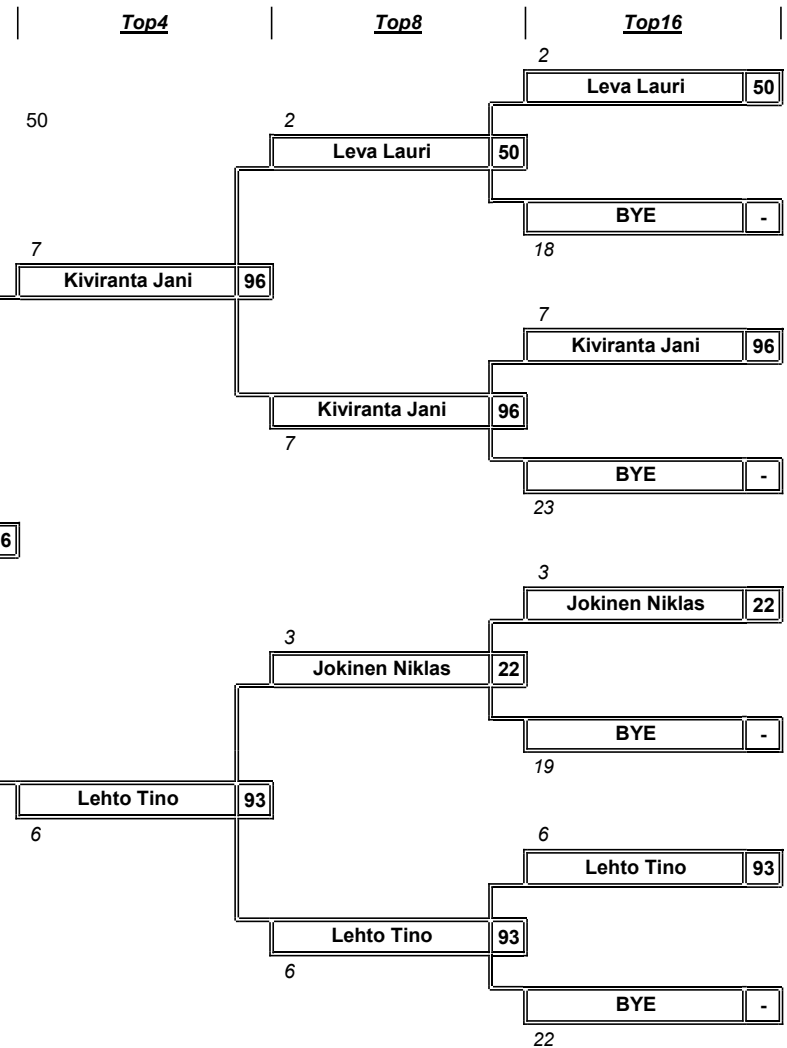 Top4 Top8 Top16
2
Leva Lauri 50
50 2
Leva Lauri 50
BYE -
7 18
Kiviranta Jani 96
7
Kiviranta Jani 96
Kiviranta Jani 96
7
BYE -
23
6
3
Jokinen Niklas 22
3
Jokinen Niklas 22
BYE -
19
Lehto Tino 93
6 6
Lehto Tino 93
Lehto Tino 93
6
BYE -
22